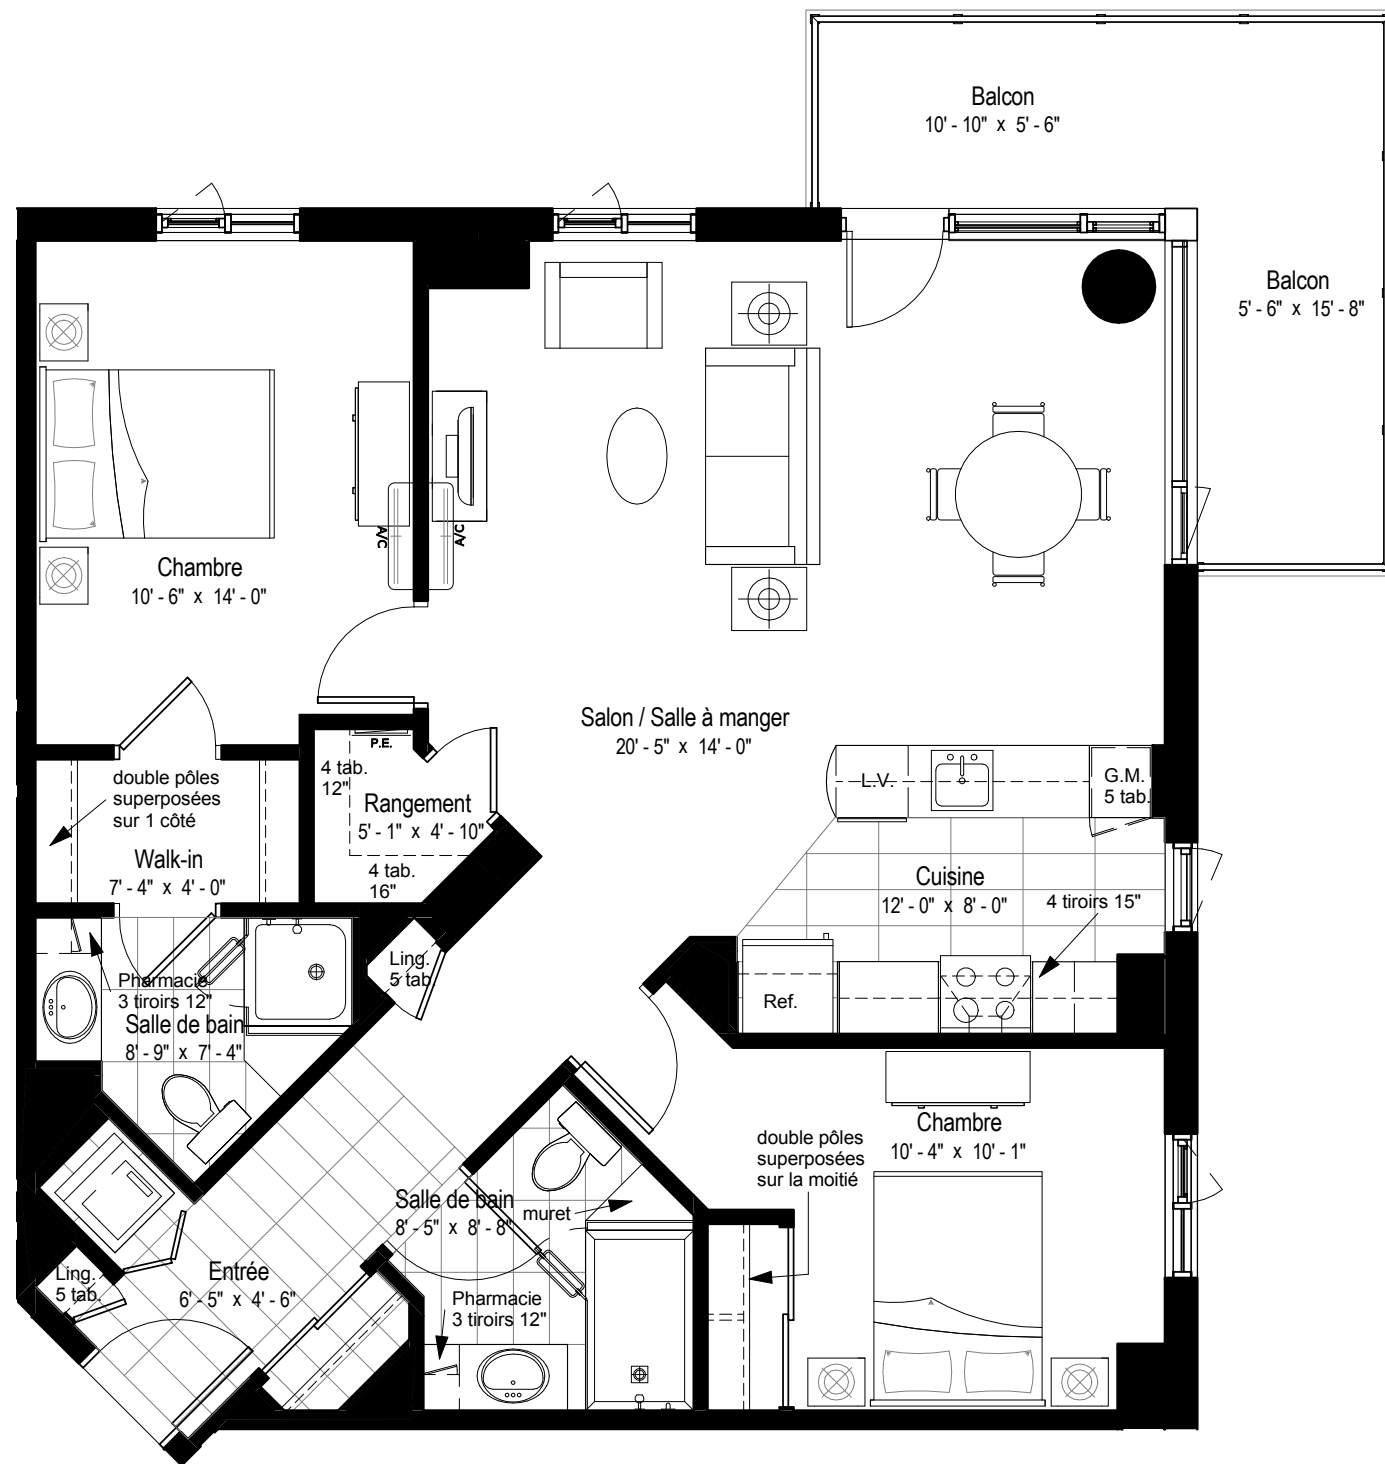 Balcon
10' - 10" x 5' - 6"
Balcon
5' - 6" x 15' - 8"
A/C
A/C
Chambre
10' - 6" x 14' - 0"
Salon / Salle à manger
20' - 5" x 14' - 0"
P.E.
4 tab.
12"
Rangement
5' - 1" x 4' - 10"
4 tab.
16"
double pôles
superposées
sur 1 côté
Walk-in
7' - 4" x 4' - 0"
L.V.
G.M.
5 tab.
Cuisine
12' - 0" x 8' - 0"
4 tiroirs 15"
Ref.
Ling.
5 tab.
Pharmacie
3 tiroirs 12"
Salle de bain
8' - 9" x 7' - 4"
Chambre
10' - 4" x 10' - 1"
double pôles
superposées
sur la moitié
Salle de bain
8' - 5" x 8' - 8"
muret
Entrée
6' - 5" x 4' - 6"
Ling.
5 tab.
Pharmacie
3 tiroirs 12"